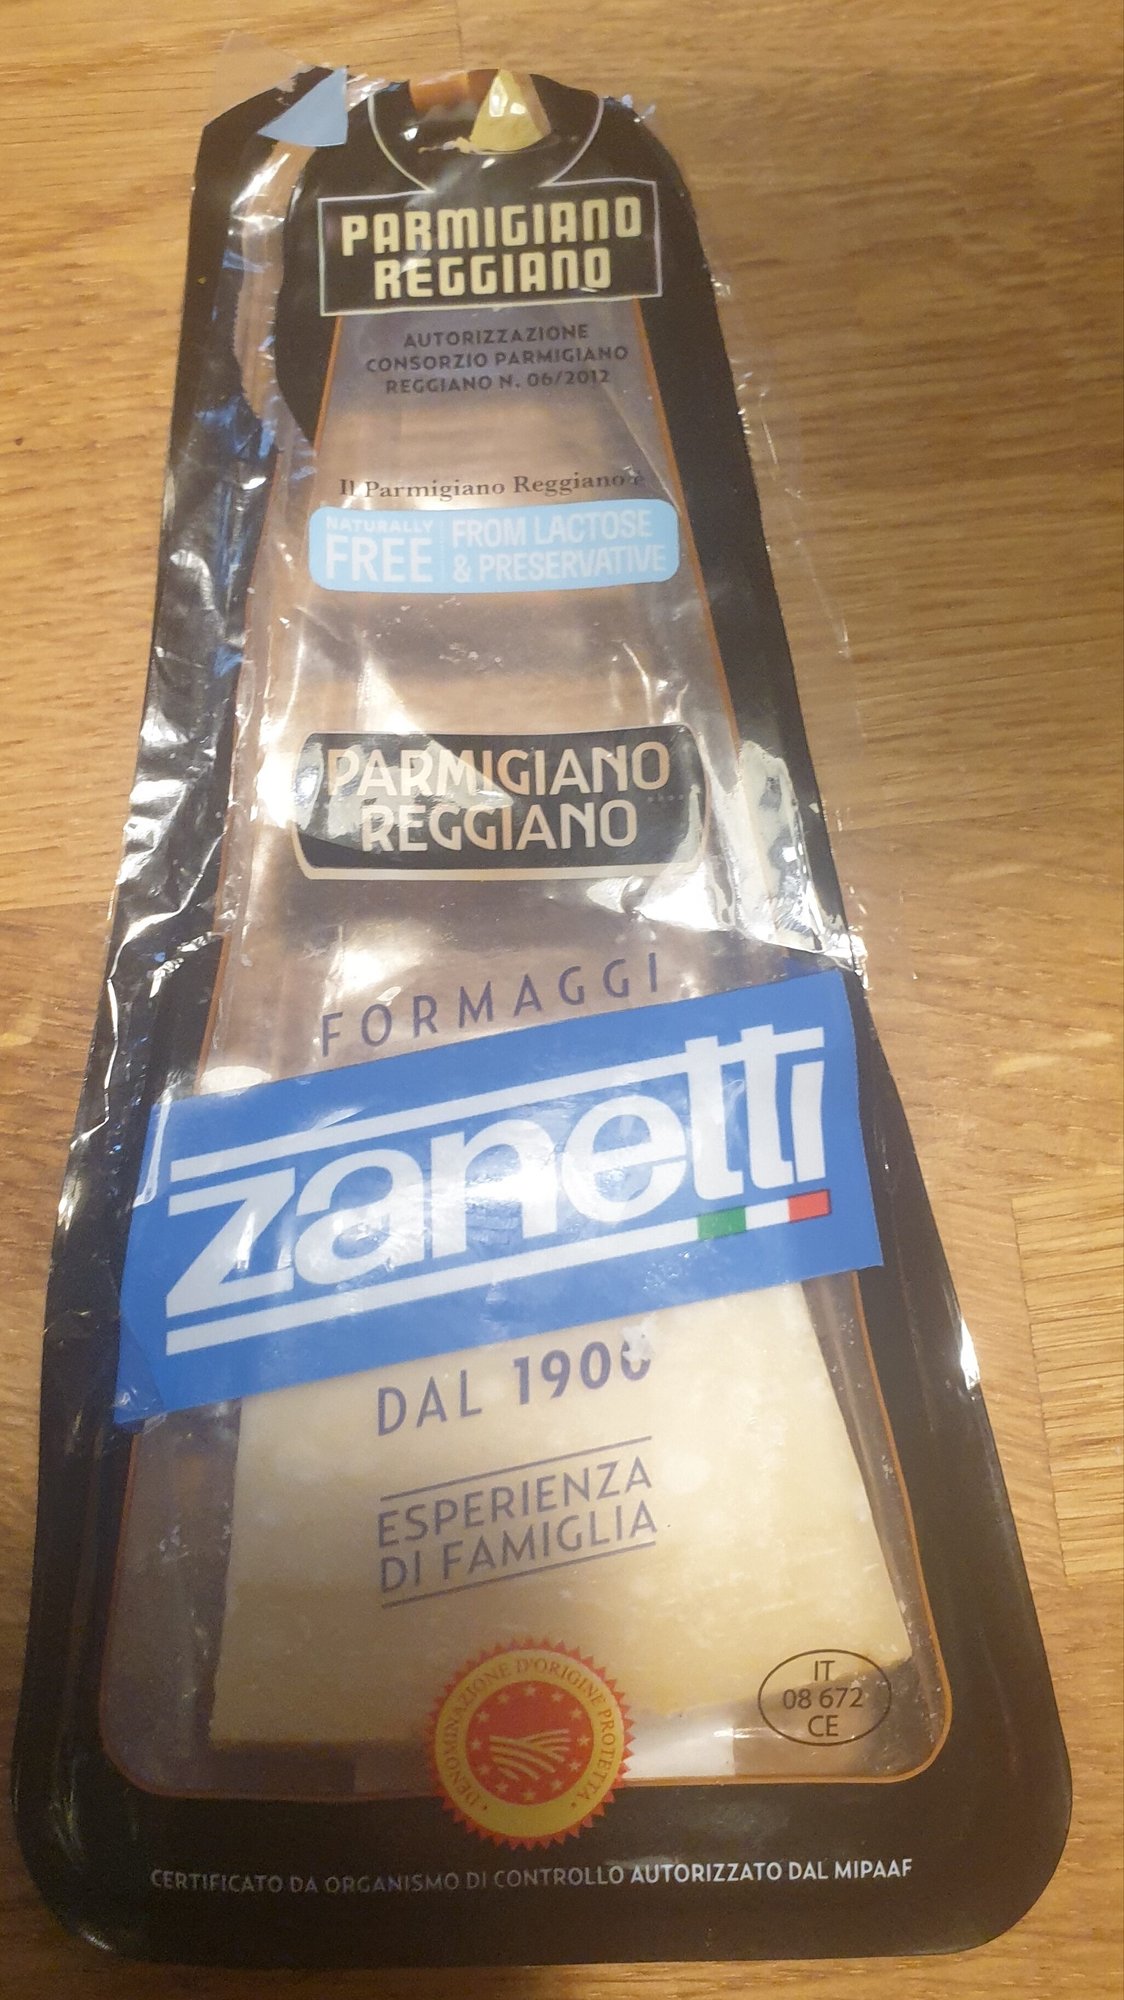 PARMIGIANO
REGGIANO
AUTORIZZAZIONE
CONSORZIO PARMIGIANO
REGGIANO N. 06/2012
Il Parmigiano Reggiano è
NATURALLY
FREE
FROM LACTOSE
& PRESERVATIVE
PARMIGIANO
REGGIANO
FORMAGGI
zanetti
DAL 1900
ESPERIENZA
DI FAMIGLIA
DENOMINAZIONE D'ORIGINE PROTETTA
IT
08 672
CE
CERTIFICATO DA ORGANISMO DI CONTROLLO AUTORIZZATO DAL MIPAAF